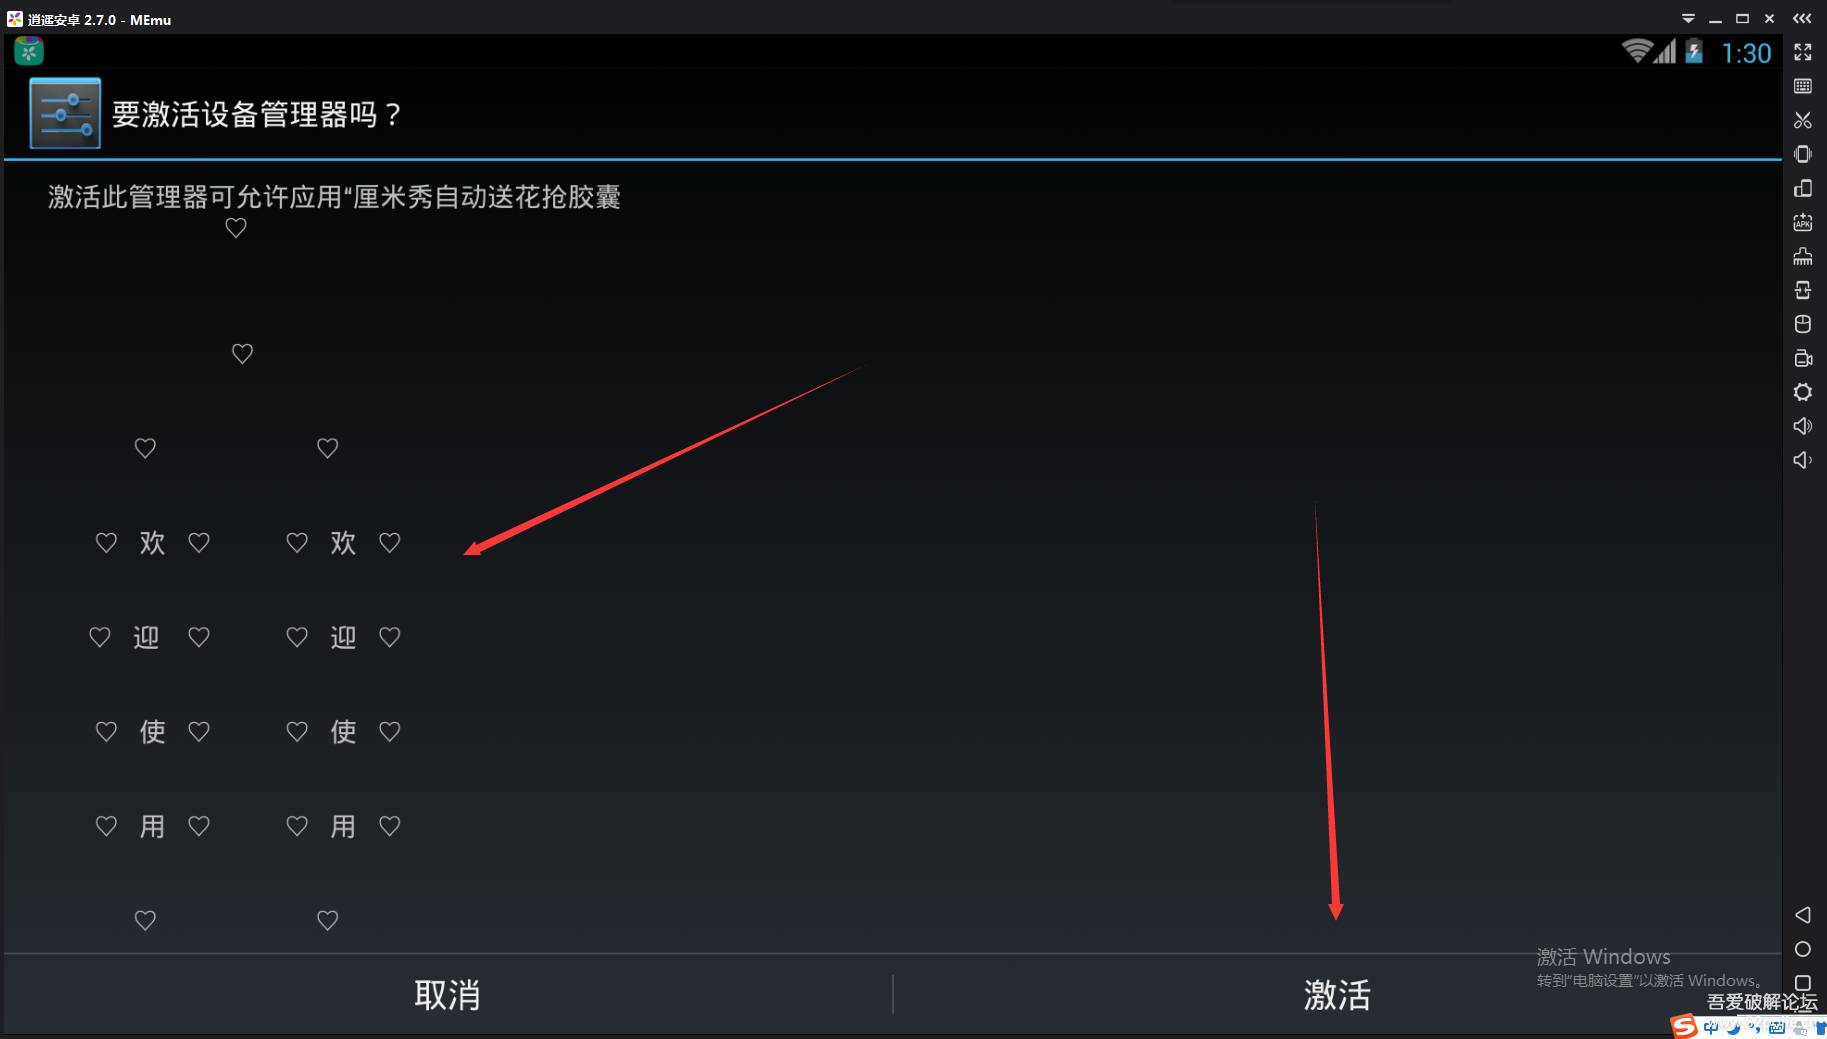 逍遥安卓 2.7.0 - MEmu
1:30
要激活设备管理器吗？
激活此管理器可允许应用“厘米秀自动送花抢胶囊
♡
♡
♡ ♡
♡ 欢 ♡ ♡ 欢 ♡
♡ 迎 ♡ ♡ 迎 ♡
♡ 使 ♡ ♡ 使 ♡
♡ 用 ♡ ♡ 用 ♡
♡ ♡
取消
激活
激活 Windows
转到“电脑设置”以激活 Windows。
吾爱破解论坛
中
APK